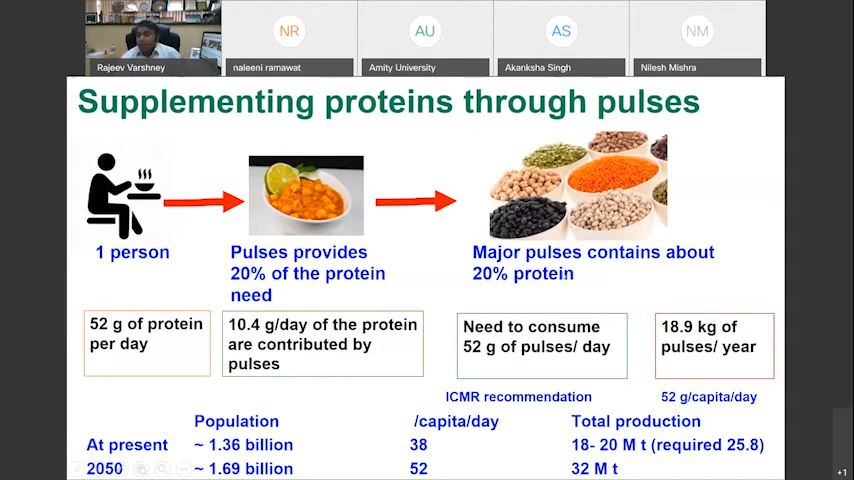 NR
AU
AS
NM
Rajeev Varshney
naleeni ramawat
Amity University
Akanksha Singh
Nilesh Mishra
Supplementing proteins through pulses
1 person
Pulses provides
20% of the protein
need
Major pulses contains about
20% protein
52 g of protein
per day
10.4 g/day of the protein
are contributed by
pulses
Need to consume
52 g of pulses/ day
18.9 kg of
pulses/ year
ICMR recommendation
52 g/capita/day
Population /capita/day Total production
At present ~ 1.36 billion 38 18- 20 M t (required 25.8)
2050 ~ 1.69 billion 52 32 M t
+1